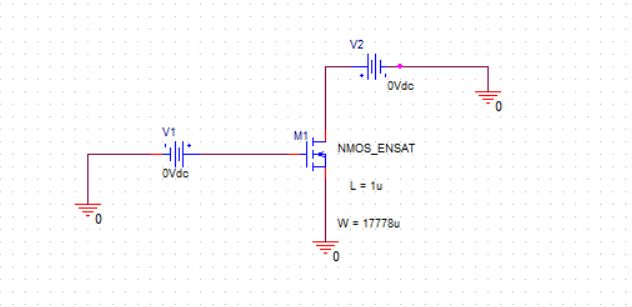 V2
0Vdc
0
V1
M1
NMOS_ENSAT
0Vdc
L = 1u
0
W = 17778u
0